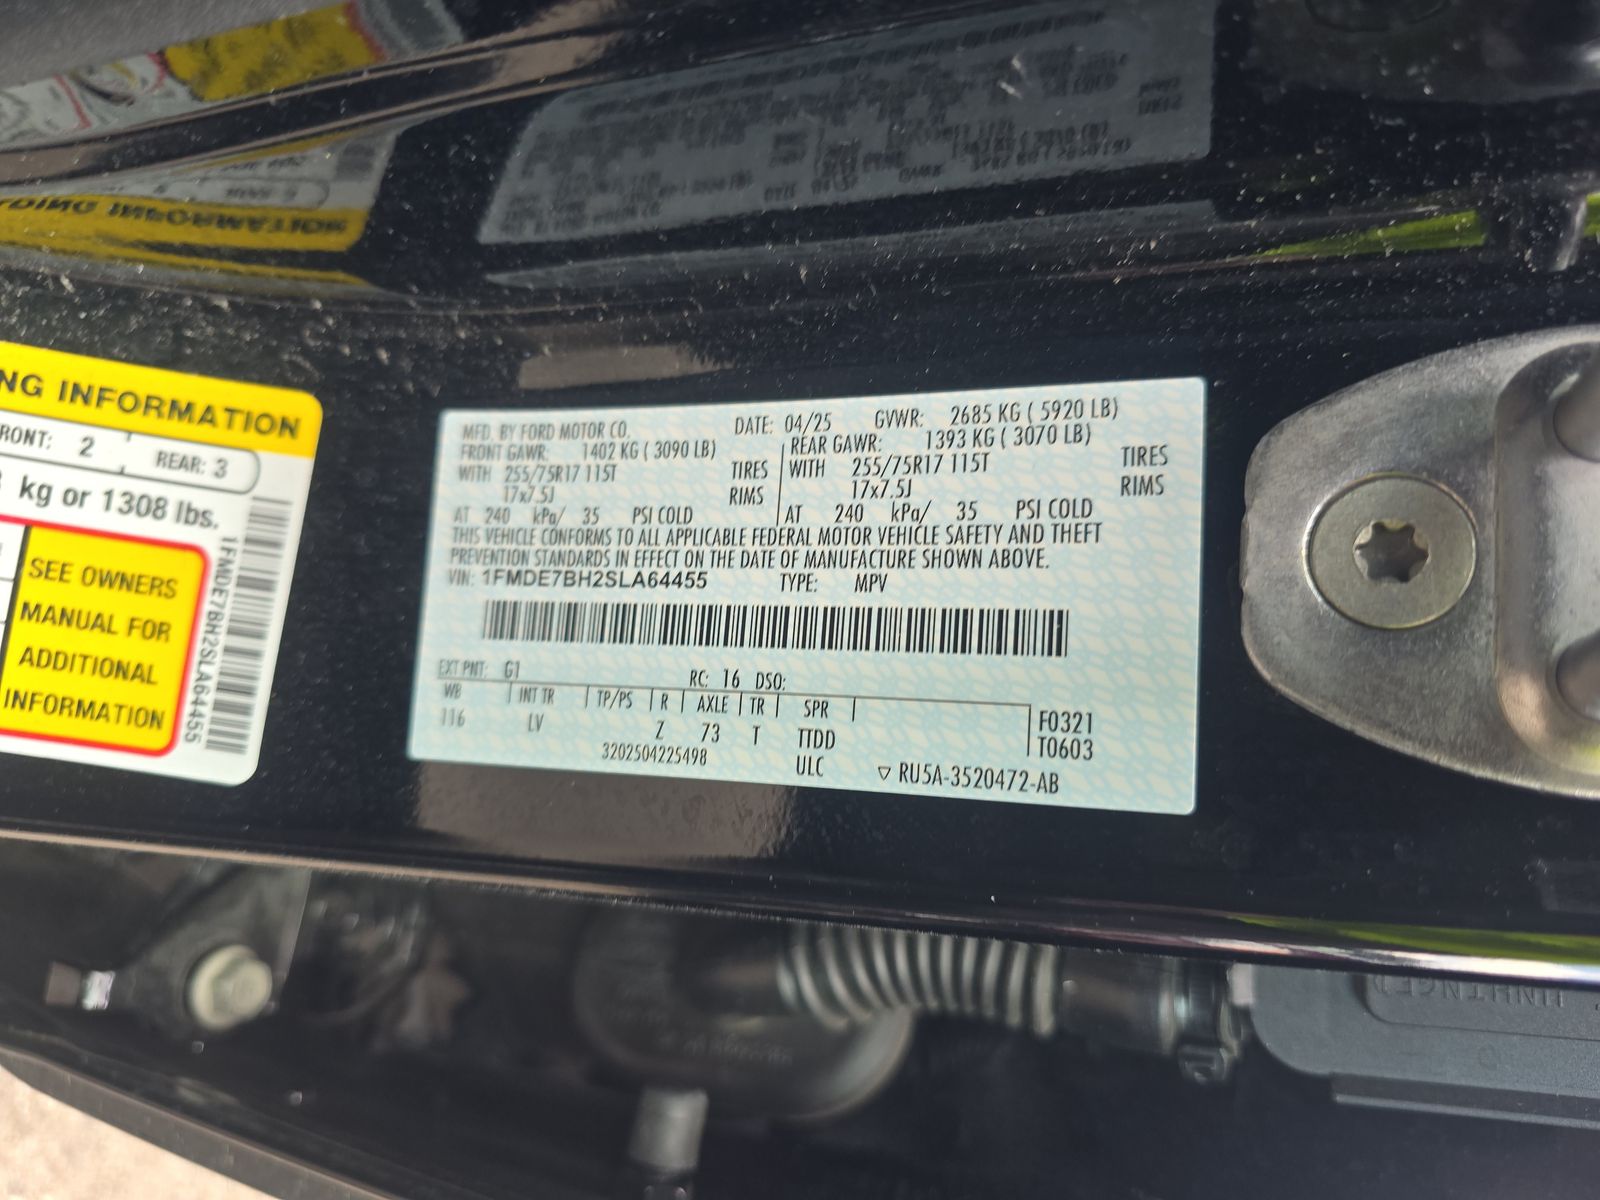 NG INFORMATION
RONT: 2
REAR: 3
kg or 1308 lbs.
SEE OWNERS
MANUAL FOR
ADDITIONAL
INFORMATION
1FMDE7BH2SLA64455
MFD. BY FORD MOTOR CO. DATE: 04/25 GVWR: 2685 KG ( 5920 LB)
FRONT GAWR: 1402 KG ( 3090 LB) REAR GAWR: 1393 KG ( 3070 LB)
WITH 255/75R17 115T TIRES WITH 255/75R17 115T TIRES
17x7.5J RIMS 17x7.5J RIMS
AT 240 kPa/ 35 PSI COLD AT 240 kPa/ 35 PSI COLD
THIS VEHICLE CONFORMS TO ALL APPLICABLE FEDERAL MOTOR VEHICLE SAFETY AND THEFT
PREVENTION STANDARDS IN EFFECT ON THE DATE OF MANUFACTURE SHOWN ABOVE.
VIN: 1FMDE7BH2SLA64455 TYPE: MPV
EXT PNT: G1 RC: 16 DSO:
WB INT TR TP/PS R AXLE TR SPR F0321
116 LV Z 73 T TTDD T0603
3202504225498 ULC ▽ RU5A-3520472-AB
UNHINGED